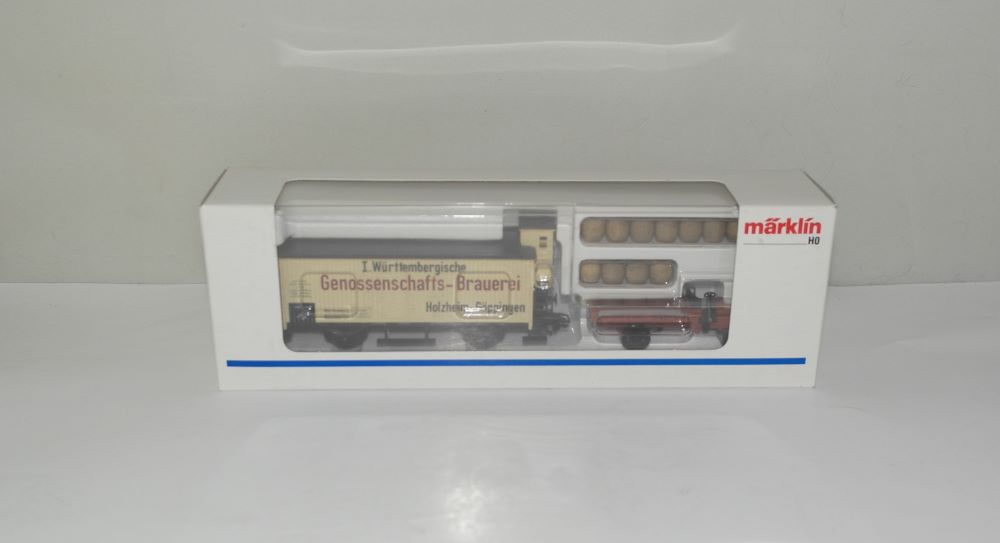 I. Württembergische
Genossenschafts-Brauerei
Holzheim-Göppingen
märklin
HO